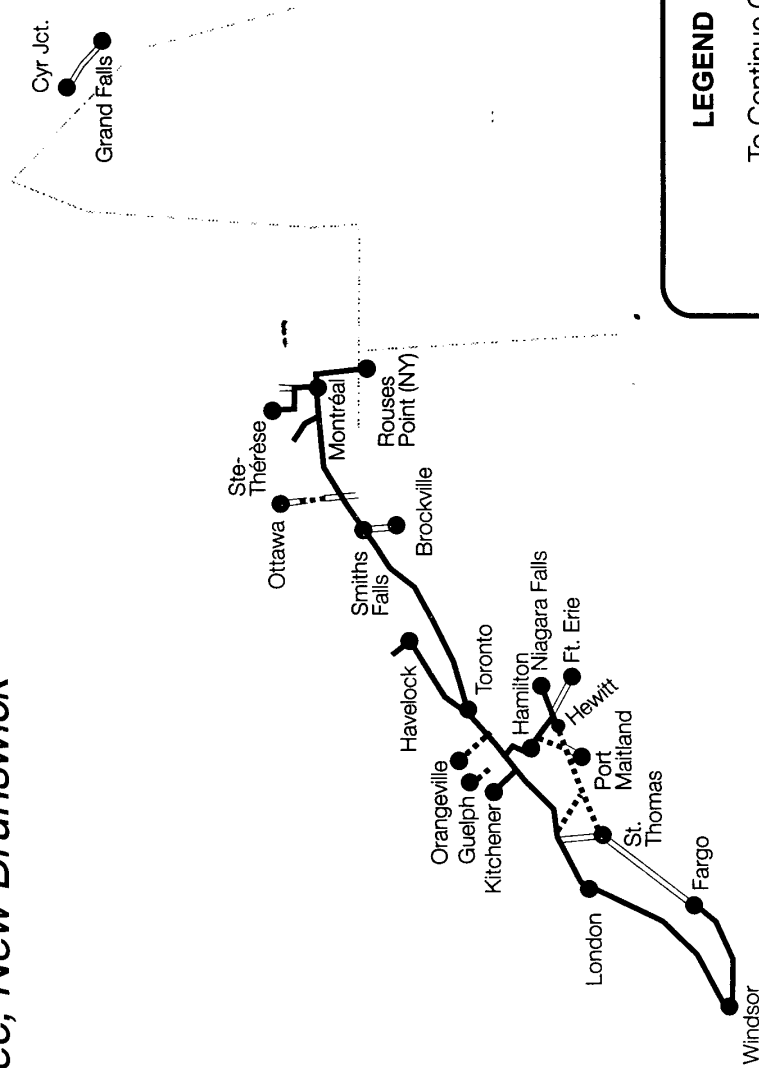 New Brunswick
Cyr Jct.
Grand Falls
Ste-
Thérèse
Montréal
Rouses
Point (NY)
Ottawa
Smiths
Falls
Brockville
Havelock
Toronto
Orangeville
Guelph
Kitchener
Hamilton
Niagara Falls
Ft. Erie
Hewitt
Port
Maitland
St.
Thomas
London
Fargo
Windsor
LEGEND
To Continue